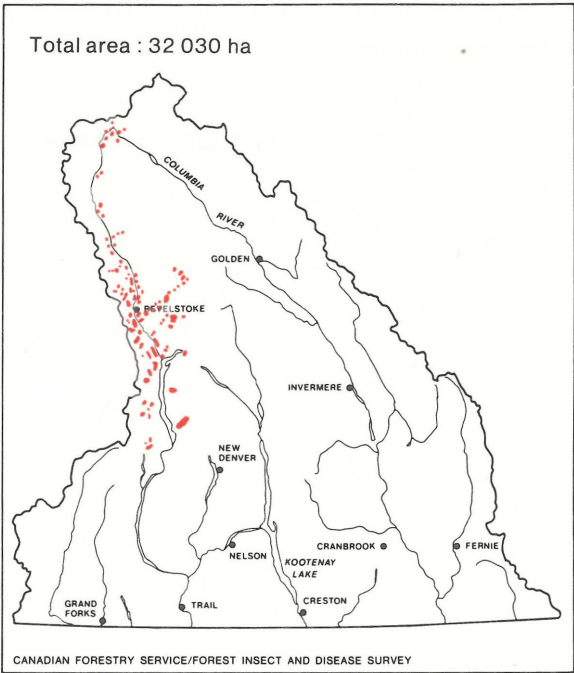 Total area : 32 030 ha
COLUMBIA
RIVER
GOLDEN
REVELSTOKE
INVERMERE
NEW
DENVER
NELSON
KOOTENAY
LAKE
CRANBROOK
FERNIE
GRAND
FORKS
TRAIL
CRESTON
CANADIAN FORESTRY SERVICE/FOREST INSECT AND DISEASE SURVEY